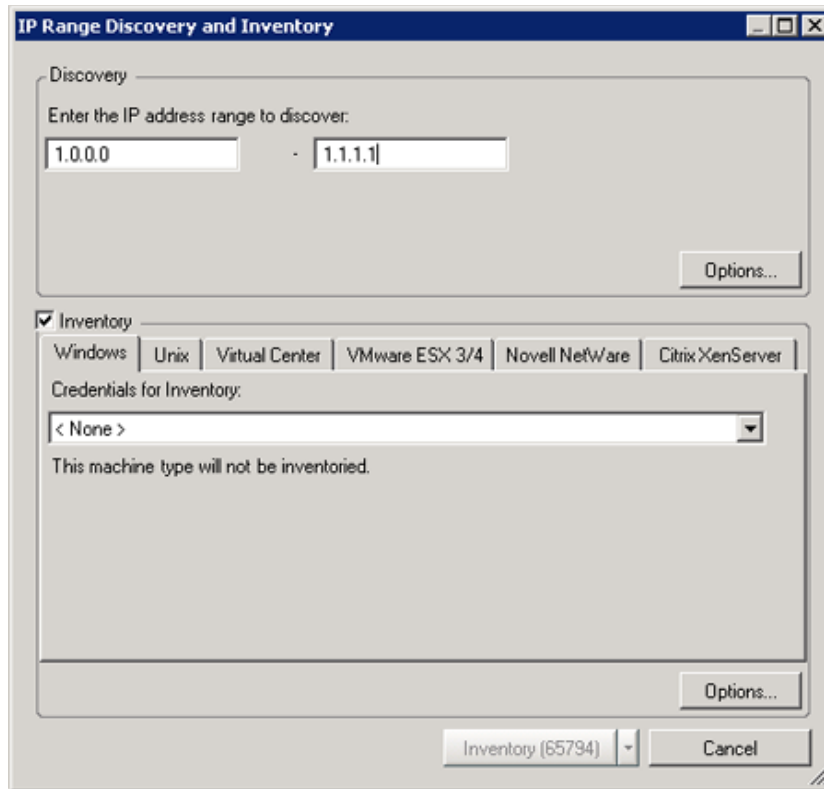 IP Range Discovery and Inventory
Discovery
Enter the IP address range to discover:
1.0.0.0 - 1.1.1.1
Options...
Inventory
Windows Unix Virtual Center VMware ESX 3/4 Novell NetWare Citrix XenServer
Credentials for Inventory:
< None >
This machine type will not be inventoried.
Options...
Inventory (65794) Cancel